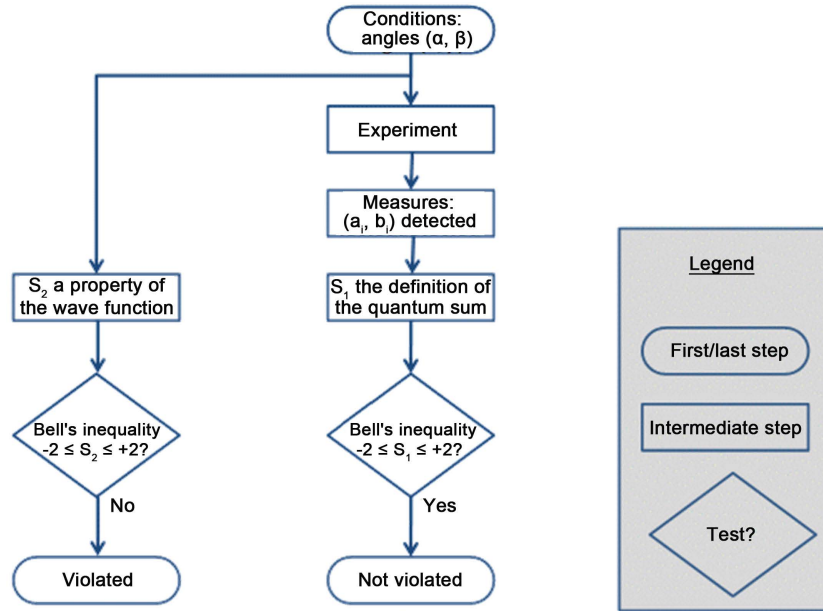 Conditions:
angles (α, β)
Experiment
Measures:
(aᵢ, bᵢ) detected
S₂ a property of
the wave function
S₁ the definition of
the quantum sum
Bell's inequality
-2 ≤ S₂ ≤ +2?
Bell's inequality
-2 ≤ S₁ ≤ +2?
No
Yes
Violated
Not violated
Legend
First/last step
Intermediate step
Test?